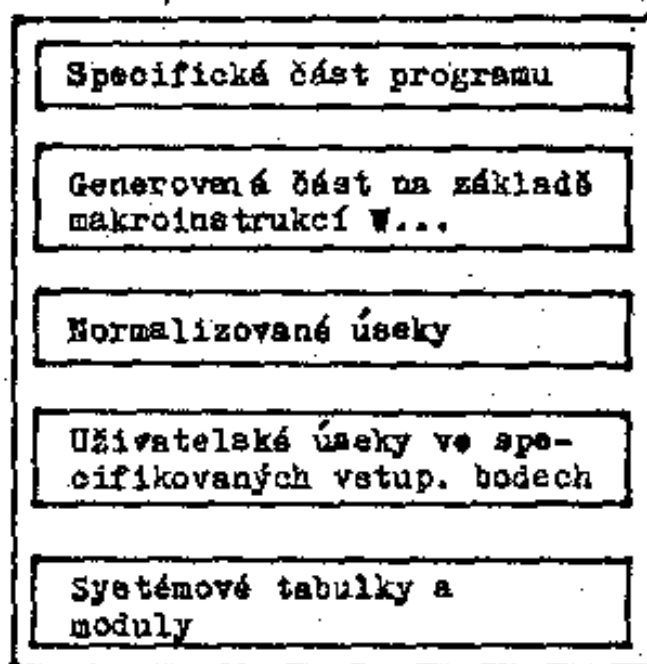 Specifická část programu
Generovaná část na základě
makroinstrukcí W...
Normalizované úseky
Uživatelské úseky ve spe-
cifikovaných vstup. bodech
Systémové tabulky a
moduly